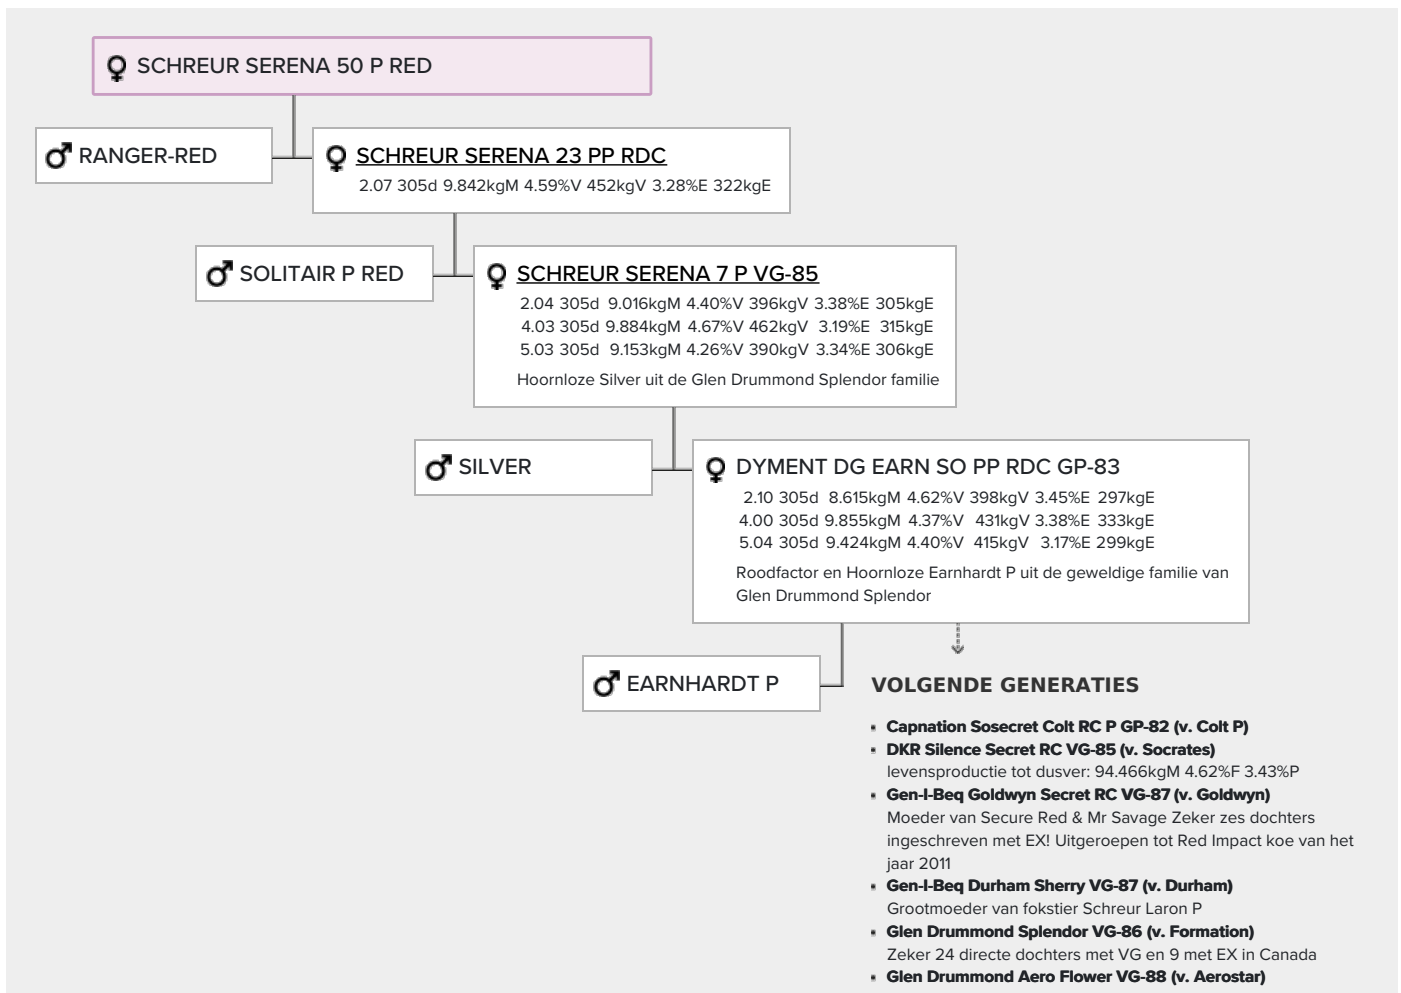 SCHREUR SERENA 50 P RED
RANGER-RED
SCHREUR SERENA 23 PP RDC
2.07 305d 9.842kgM 4.59%V 452kgV 3.28%E 322kgE
SOLITAIR P RED
SCHREUR SERENA 7 P VG-85
2.04 305d 9.016kgM 4.40%V 396kgV 3.38%E 305kgE
4.03 305d 9.884kgM 4.67%V 462kgV 3.19%E 315kgE
5.03 305d 9.153kgM 4.26%V 390kgV 3.34%E 306kgE
Hoornloze Silver uit de Glen Drummond Splendor familie
SILVER
DYMENT DG EARN SO PP RDC GP-83
2.10 305d 8.615kgM 4.62%V 398kgV 3.45%E 297kgE
4.00 305d 9.855kgM 4.37%V 431kgV 3.38%E 333kgE
5.04 305d 9.424kgM 4.40%V 415kgV 3.17%E 299kgE
Roodfactor en Hoornloze Earnhardt P uit de geweldige familie van
Glen Drummond Splendor
EARNHARDT P
VOLGENDE GENERATIES
Capnation Sosecret Colt RC P GP-82 (v. Colt P)
DKR Silence Secret RC VG-85 (v. Socrates)
levensproductie tot dusver: 94.466kgM 4.62%F 3.43%P
Gen-I-Beq Goldwyn Secret RC VG-87 (v. Goldwyn)
Moeder van Secure Red & Mr Savage Zeker zes dochters
ingeschreven met EX! Uitgeroepen tot Red Impact koe van het
jaar 2011
Gen-I-Beq Durham Sherry VG-87 (v. Durham)
Grootmoeder van fokstier Schreur Laron P
Glen Drummond Splendor VG-86 (v. Formation)
Zeker 24 directe dochters met VG en 9 met EX in Canada
Glen Drummond Aero Flower VG-88 (v. Aerostar)